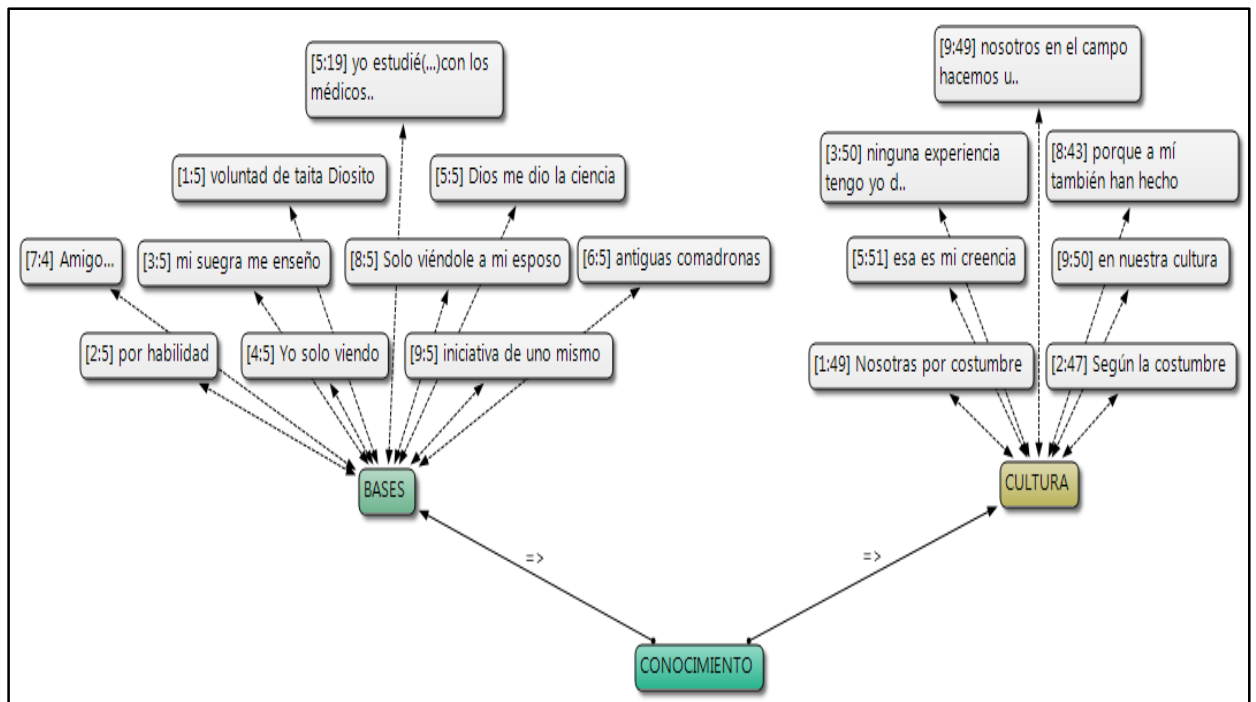 [5:19] yo estudié(...)con los
médicos..
[9:49] nosotros en el campo
hacemos u..
[1:5] voluntad de taita Diosito
[5:5] Dios me dio la ciencia
[3:50] ninguna experiencia
tengo yo d..
[8:43] porque a mí
también han hecho
[7:4] Amigo...
[3:5] mi suegra me enseño
[8:5] Solo viéndole a mi esposo
[6:5] antiguas comadronas
[5:51] esa es mi creencia
[9:50] en nuestra cultura
[2:5] por habilidad
[4:5] Yo solo viendo
[9:5] iniciativa de uno mismo
[1:49] Nosotras por costumbre
[2:47] Según la costumbre
BASES
CULTURA
=>
=>
CONOCIMIENTO